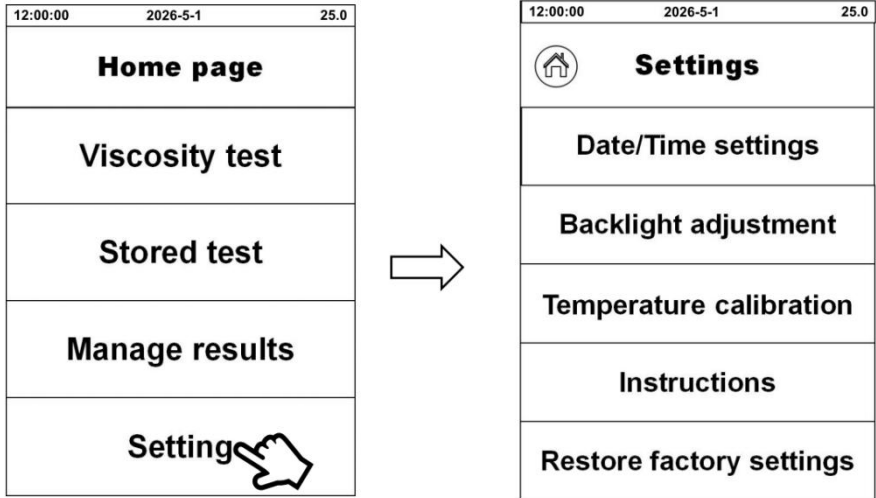 12:00:00 2026-5-1 25.0
Home page
Viscosity test
Stored test
Manage results
Setting
12:00:00 2026-5-1 25.0
Settings
Date/Time settings
Backlight adjustment
Temperature calibration
Instructions
Restore factory settings